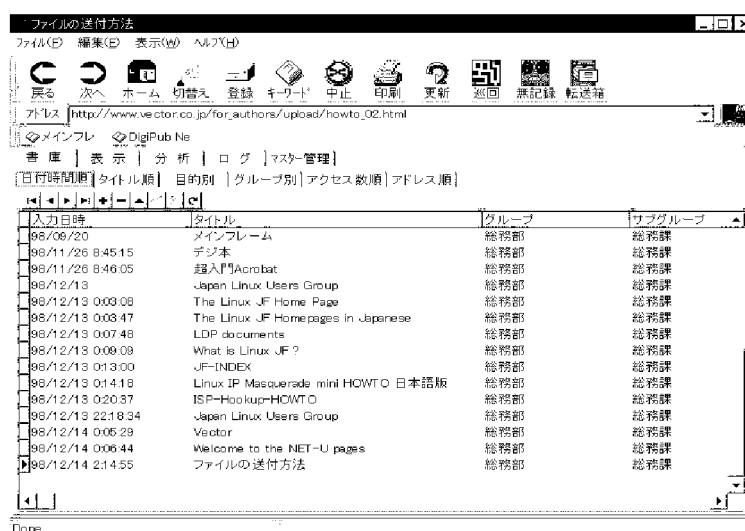 ファイルの送付方法
ファイル(F) 編集(E) 表示(W) ヘルプ(H)
戻る 次へ ホーム 切替え 登録 キーワード 中止 印刷 更新 巡回 無記録 転送箱
アドレス http://www.vector.co.jp/for_authors/upload/howto_02.html
メインフレ DigiPub Ne
書庫 表示 分析 ログ マスター管理
日付時間順 タイトル順 目的別 グループ別 アクセス数順 アドレス順
入力日時 タイトル グループ サブグループ
98/09/20 メインフレーム 総務部 総務課
98/11/26 8:45:15 デジ本 総務部 総務課
98/11/26 8:46:05 超入門Acrobat 総務部 総務課
98/12/13 Japan Linux Users Group 総務部 総務課
98/12/13 0:03:08 The Linux JF Home Page 総務部 総務課
98/12/13 0:03:47 The Linux JF Homepages in Japanese 総務部 総務課
98/12/13 0:07:48 LDP documents 総務部 総務課
98/12/13 0:09:09 What is Linux JF ? 総務部 総務課
98/12/13 0:13:00 JF-INDEX 総務部 総務課
98/12/13 0:14:18 Linux IP Masquerade mini HOWTO 日本語版 総務部 総務課
98/12/13 0:20:37 ISP-Hookup-HOWTO 総務部 総務課
98/12/13 22:18:34 Japan Linux Users Group 総務部 総務課
98/12/14 0:05:29 Vector 総務部 総務課
98/12/14 0:06:44 Welcome to the NET-U pages 総務部 総務課
98/12/14 2:14:55 ファイルの送付方法 総務部 総務課
Done